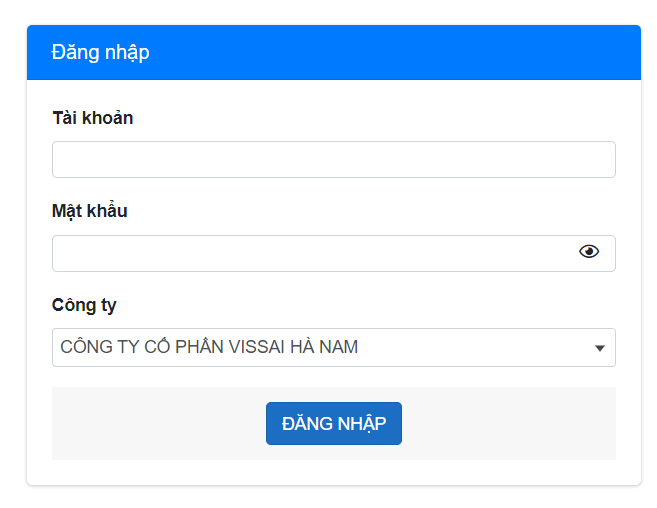 Đăng nhập
Tài khoản
Mật khẩu
Công ty
CÔNG TY CỔ PHẦN VISSAI HÀ NAM
ĐĂNG NHẬP